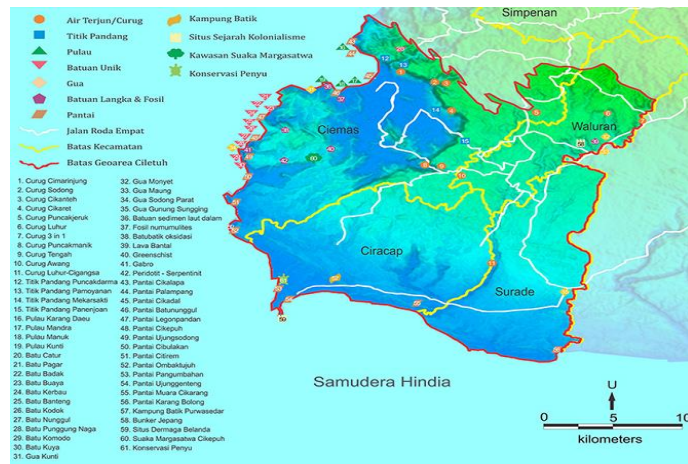 Air Terjun/Curug
Titik Pandang
Pulau
Batuan Unik
Gua
Batuan Langka & Fosil
Pantai
Jalan Roda Empat
Batas Kecamatan
Batas Geoarea Ciletuh
Kampung Batik
Situs Sejarah Kolonialisme
Kawasan Suaka Margasatwa
Konservasi Penyu
Simpenan
Ciemas
Waluran
Ciracap
Surade
Samudera Hindia
U
0 5 10
kilometers
1. Curug Cimarinjung
2. Curug Sodong
3. Curug Cikanteh
4. Curug Cikaret
5. Curug Puncakjeruk
6. Curug Luhur
7. Curug 3 in 1
8. Curug Puncakmanik
9. Curug Tengah
10. Curug Awang
11. Curug Luhur-Cigangsa
12. Titik Pandang Puncakdarma
13. Titik Pandang Pamoyanan
14. Titik Pandang Mekarsakti
15. Titik Pandang Panenjoan
16. Pulau Karang Daeu
17. Pulau Mandra
18. Pulau Manuk
19. Pulau Kunti
20. Batu Catur
21. Batu Pagar
22. Batu Badak
23. Batu Buaya
24. Batu Kerbau
25. Batu Banteng
26. Batu Kodok
27. Batu Nunggul
28. Batu Punggung Naga
29. Batu Komodo
30. Batu Kuya
31. Gua Kunti
32. Gua Monyet
33. Gua Maung
34. Gua Sodong Parat
35. Gua Gunung Sungging
36. Batuan sedimen laut dalam
37. Fosil numumulites
38. Batubatik oksidasi
39. Lava Bantal
40. Greenschist
41. Gabro
42. Peridotit - Serpentinit
43. Pantai Cikalapa
44. Pantai Palampang
45. Pantai Cikadal
46. Pantai Batununggul
47. Pantai Legonpandan
48. Pantai Cikepuh
49. Pantai Ujungsodong
50. Pantai Cibulakan
51. Pantai Citirem
52. Pantai Ombaktujuh
53. Pantai Pangumbahan
54. Pantai Ujunggenteng
55. Pantai Muara Cikarang
56. Pantai Karang Bolong
57. Kampung Batik Purwasedar
58. Bunker Jepang
59. Situs Dermaga Belanda
60. Suaka Margasatwa Cikepuh
61. Konservasi Penyu